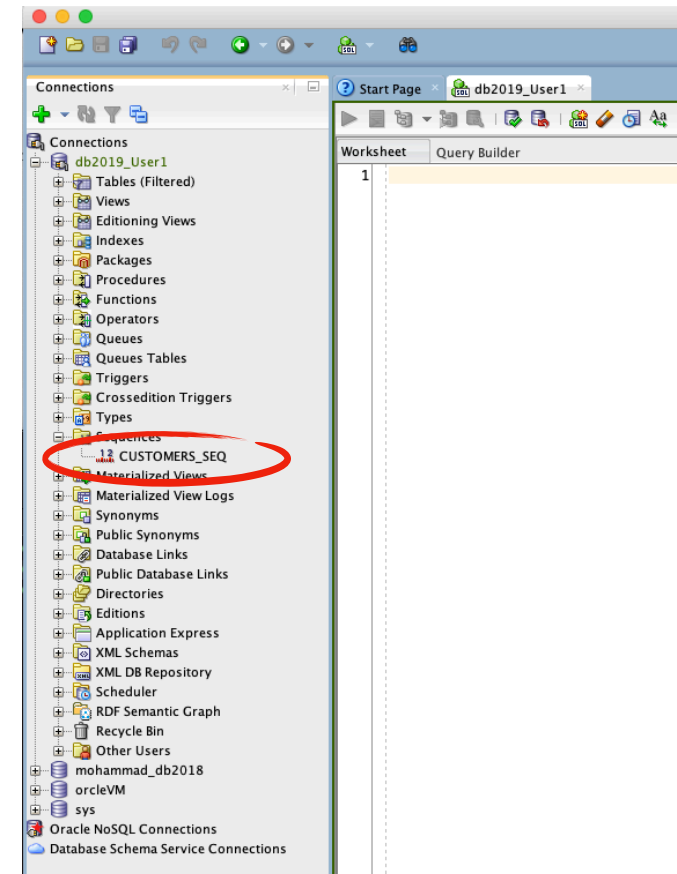 Connections
Start Page
db2019_User1
Connections
db2019_User1
Tables (Filtered)
Views
Editioning Views
Indexes
Packages
Procedures
Functions
Operators
Queues
Queues Tables
Triggers
Crossedition Triggers
Types
Sequences
CUSTOMERS_SEQ
Materialized Views
Materialized View Logs
Synonyms
Public Synonyms
Database Links
Public Database Links
Directories
Editions
Application Express
XML Schemas
XML DB Repository
Scheduler
RDF Semantic Graph
Recycle Bin
Other Users
mohammad_db2018
orcleVM
sys
Oracle NoSQL Connections
Database Schema Service Connections
Worksheet
Query Builder
1